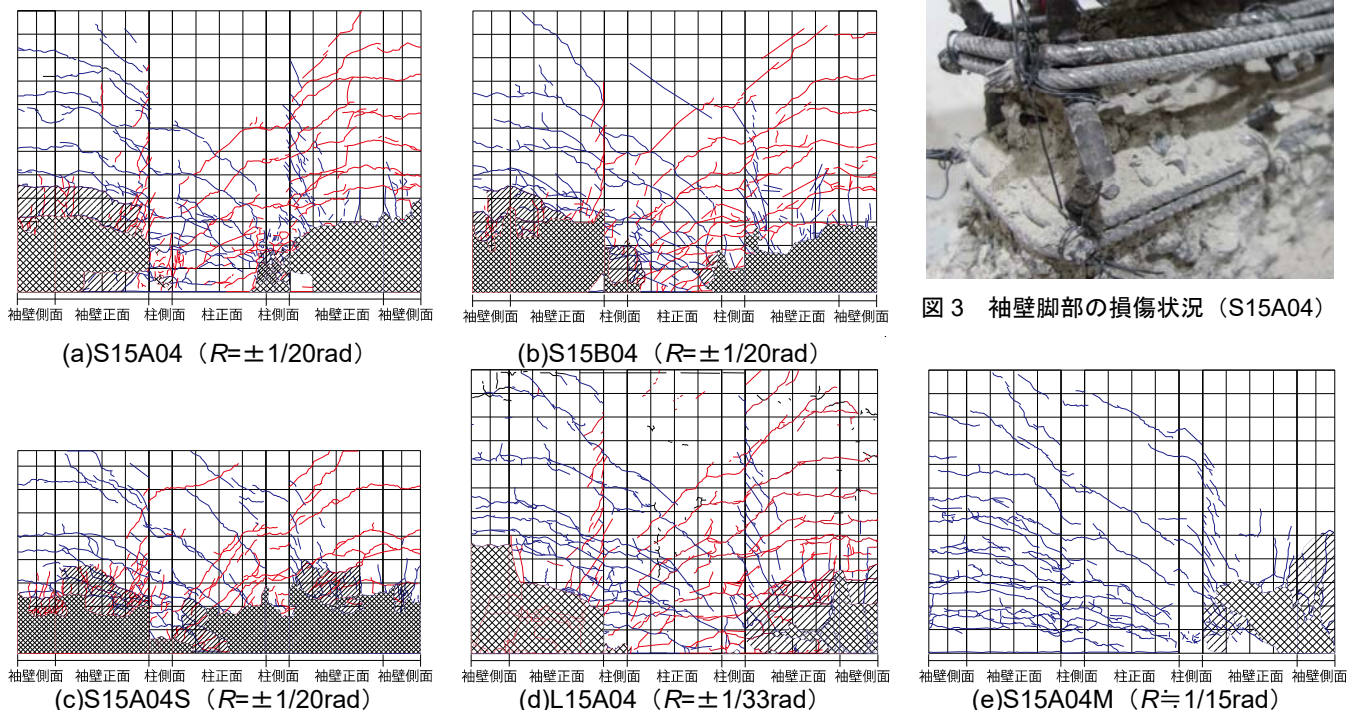 袖壁側面 袖壁正面 柱側面 柱正面 柱側面 袖壁正面 袖壁側面
(a)S15A04（R=±1/20rad）
袖壁側面 袖壁正面 柱側面 柱正面 柱側面 袖壁正面 袖壁側面
(b)S15B04（R=±1/20rad）
図 3 袖壁脚部の損傷状況（S15A04）
袖壁側面 袖壁正面 柱側面 柱正面 柱側面 袖壁正面 袖壁側面
(c)S15A04S（R=±1/20rad）
袖壁側面 袖壁正面 柱側面 柱正面 柱側面 袖壁正面 袖壁側面
(d)L15A04（R=±1/33rad）
袖壁側面 袖壁正面 柱側面 柱正面 柱側面 袖壁正面 袖壁側面
(e)S15A04M（R≒1/15rad）